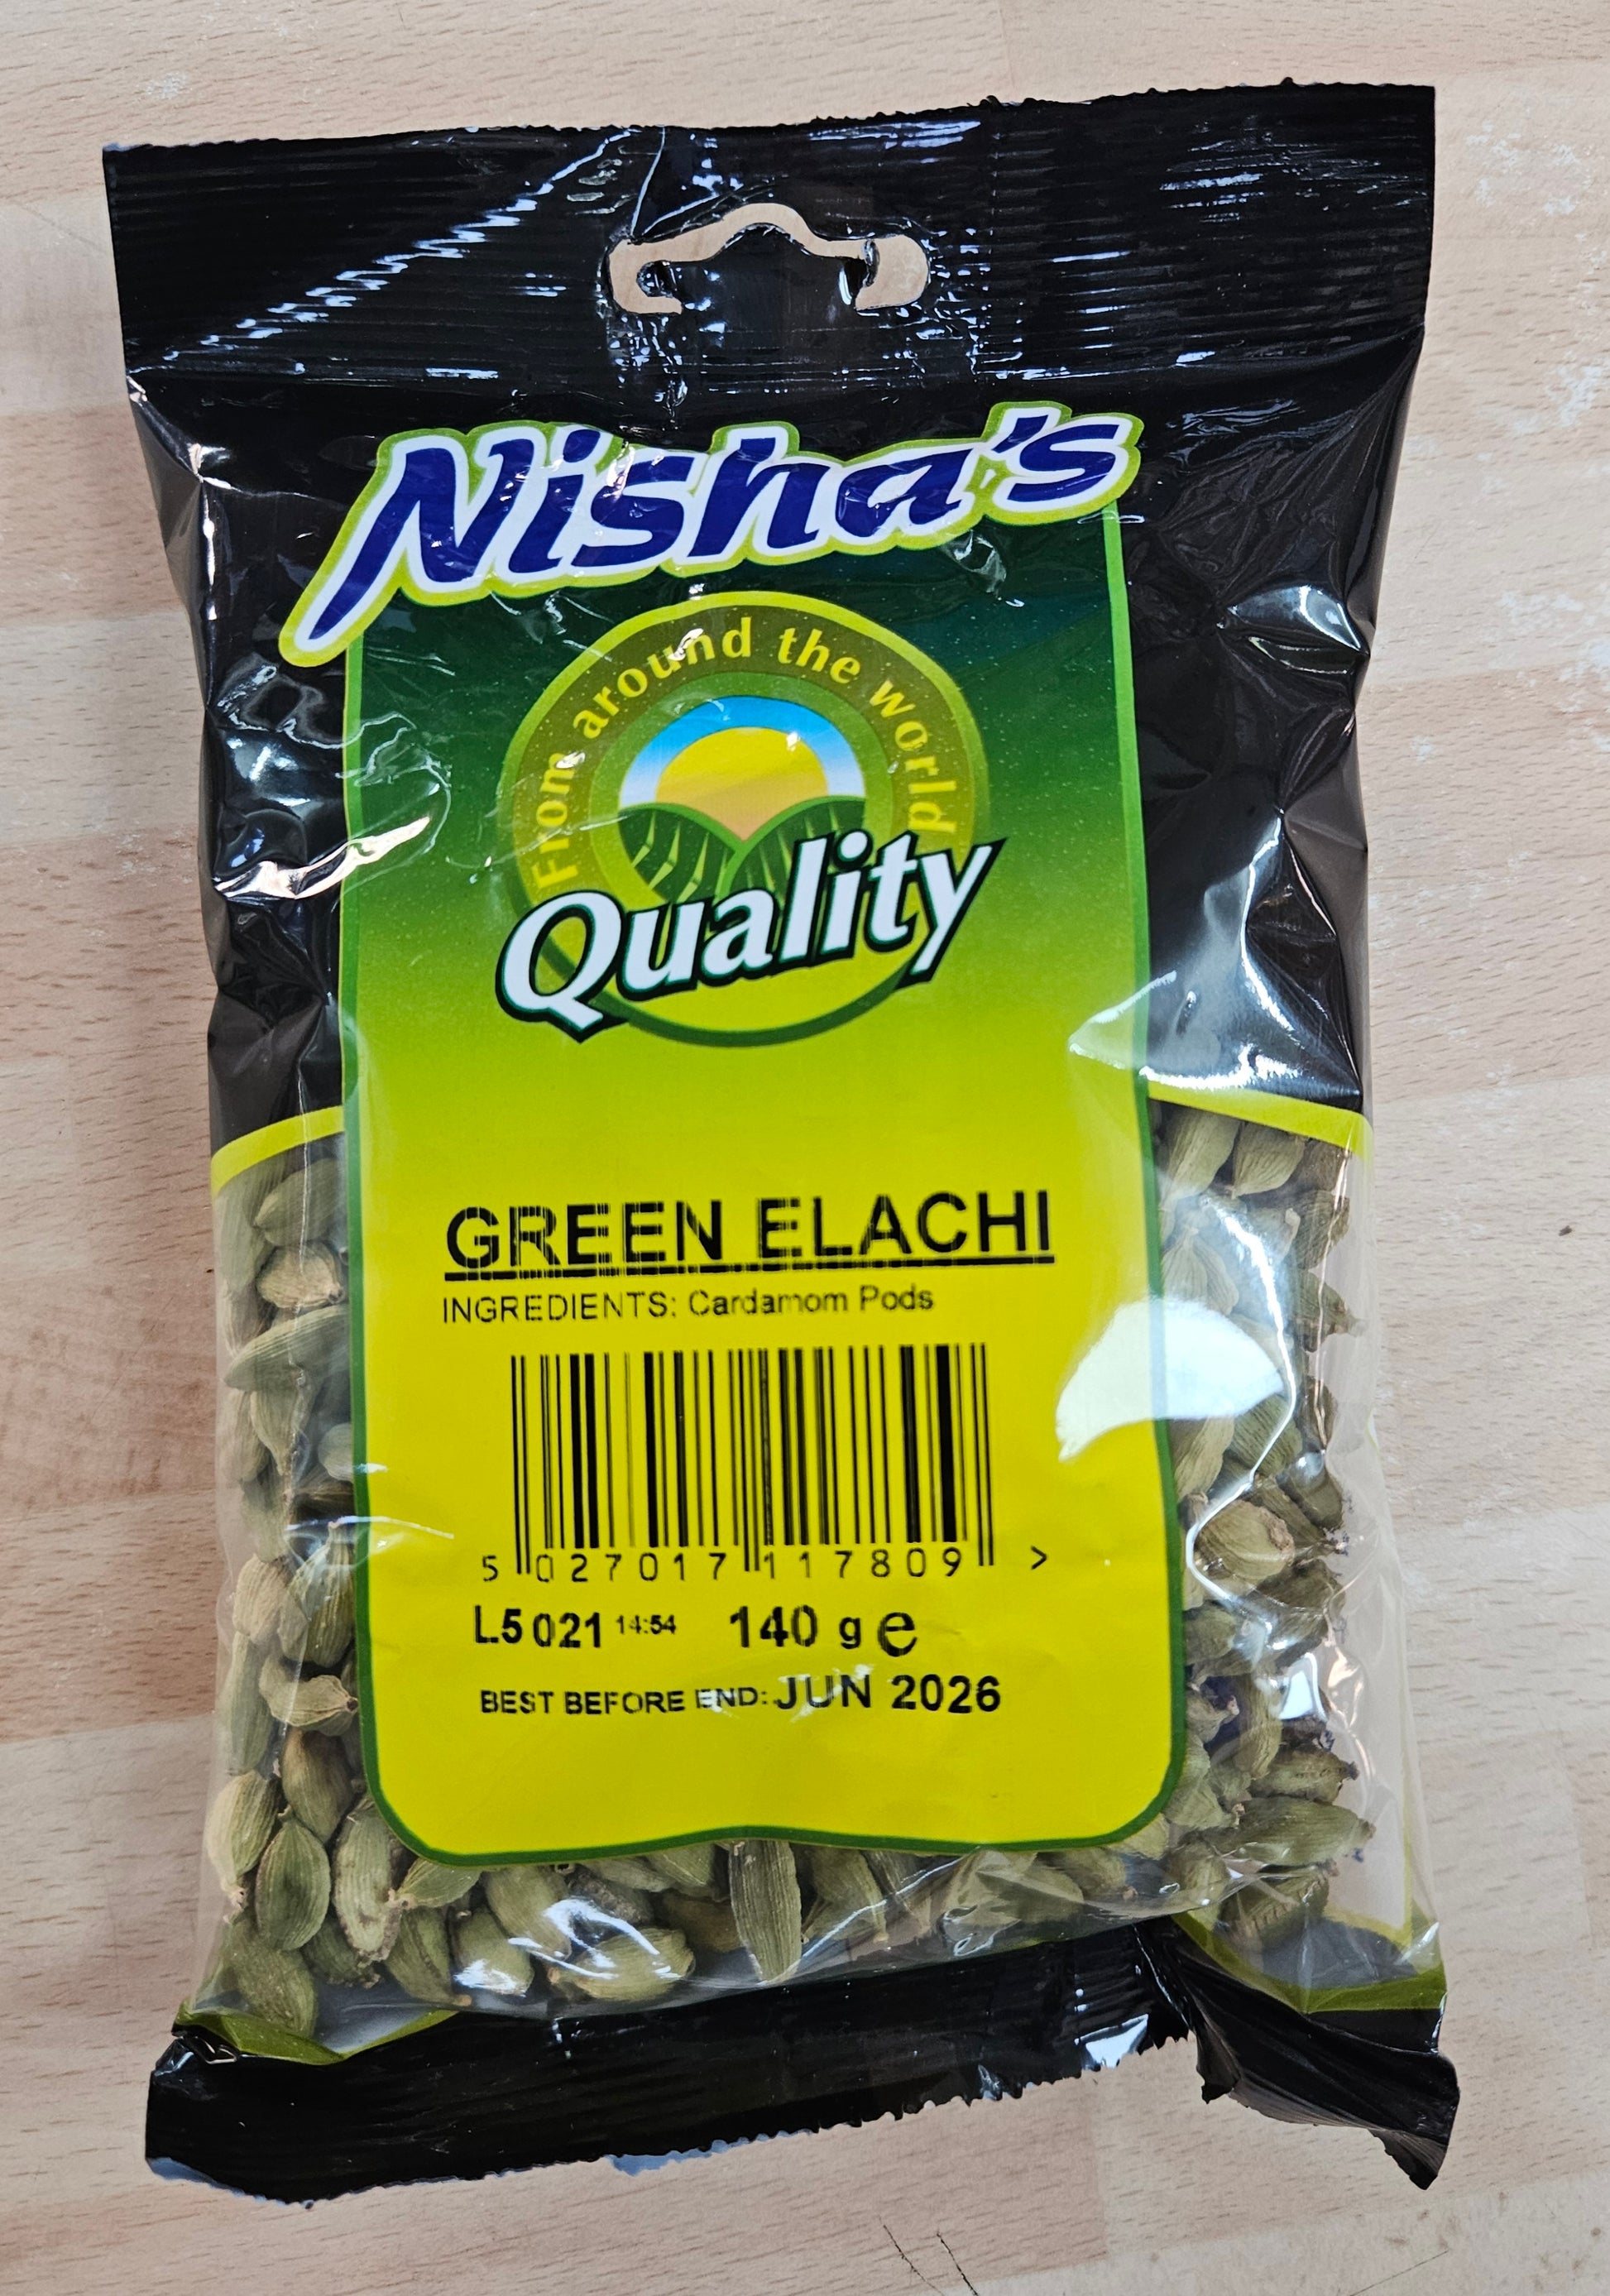 Nisha's
From around the world
Quality
GREEN ELACHI
INGREDIENTS: Cardamom Pods
5 027017 117809 >
L5 021 14:54 140 g e
BEST BEFORE END: JUN 2026